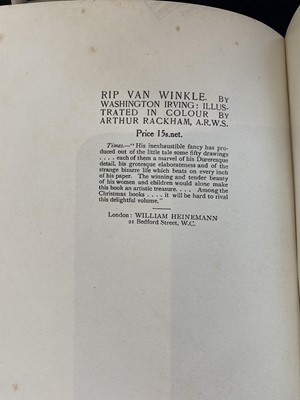 RIP VAN WINKLE. By
WASHINGTON IRVING: ILLUS-
TRATED IN COLOUR BY
ARTHUR RACKHAM, A.R.W.S.
Price 15s. net.
Times.—"His inexhaustible fancy has pro-
duced out of the little tale some fifty drawings
. . . . each of them a marvel of his Dureresque
detail, his grotesque elaborateness and of the
strange bizarre life which beats on every inch
of his paper. The winning and tender beauty
of his women and children would alone make
this book an artistic treasure. . . . Among the
Christmas books . . . . it will be hard to rival
this delightful volume."
London: WILLIAM HEINEMANN
21 Bedford Street, W.C.